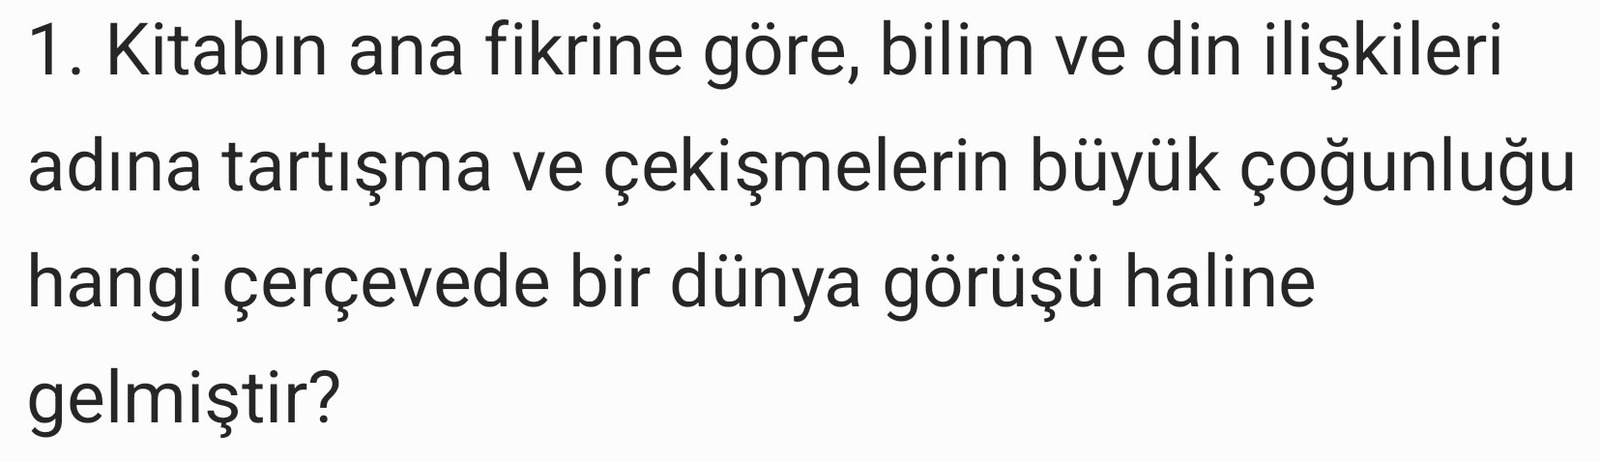 1. Kitabın ana fikrine göre, bilim ve din ilişkileri
adına tartışma ve çekişmelerin büyük çoğunluğu
hangi çerçevede bir dünya görüşü haline
gelmiştir?